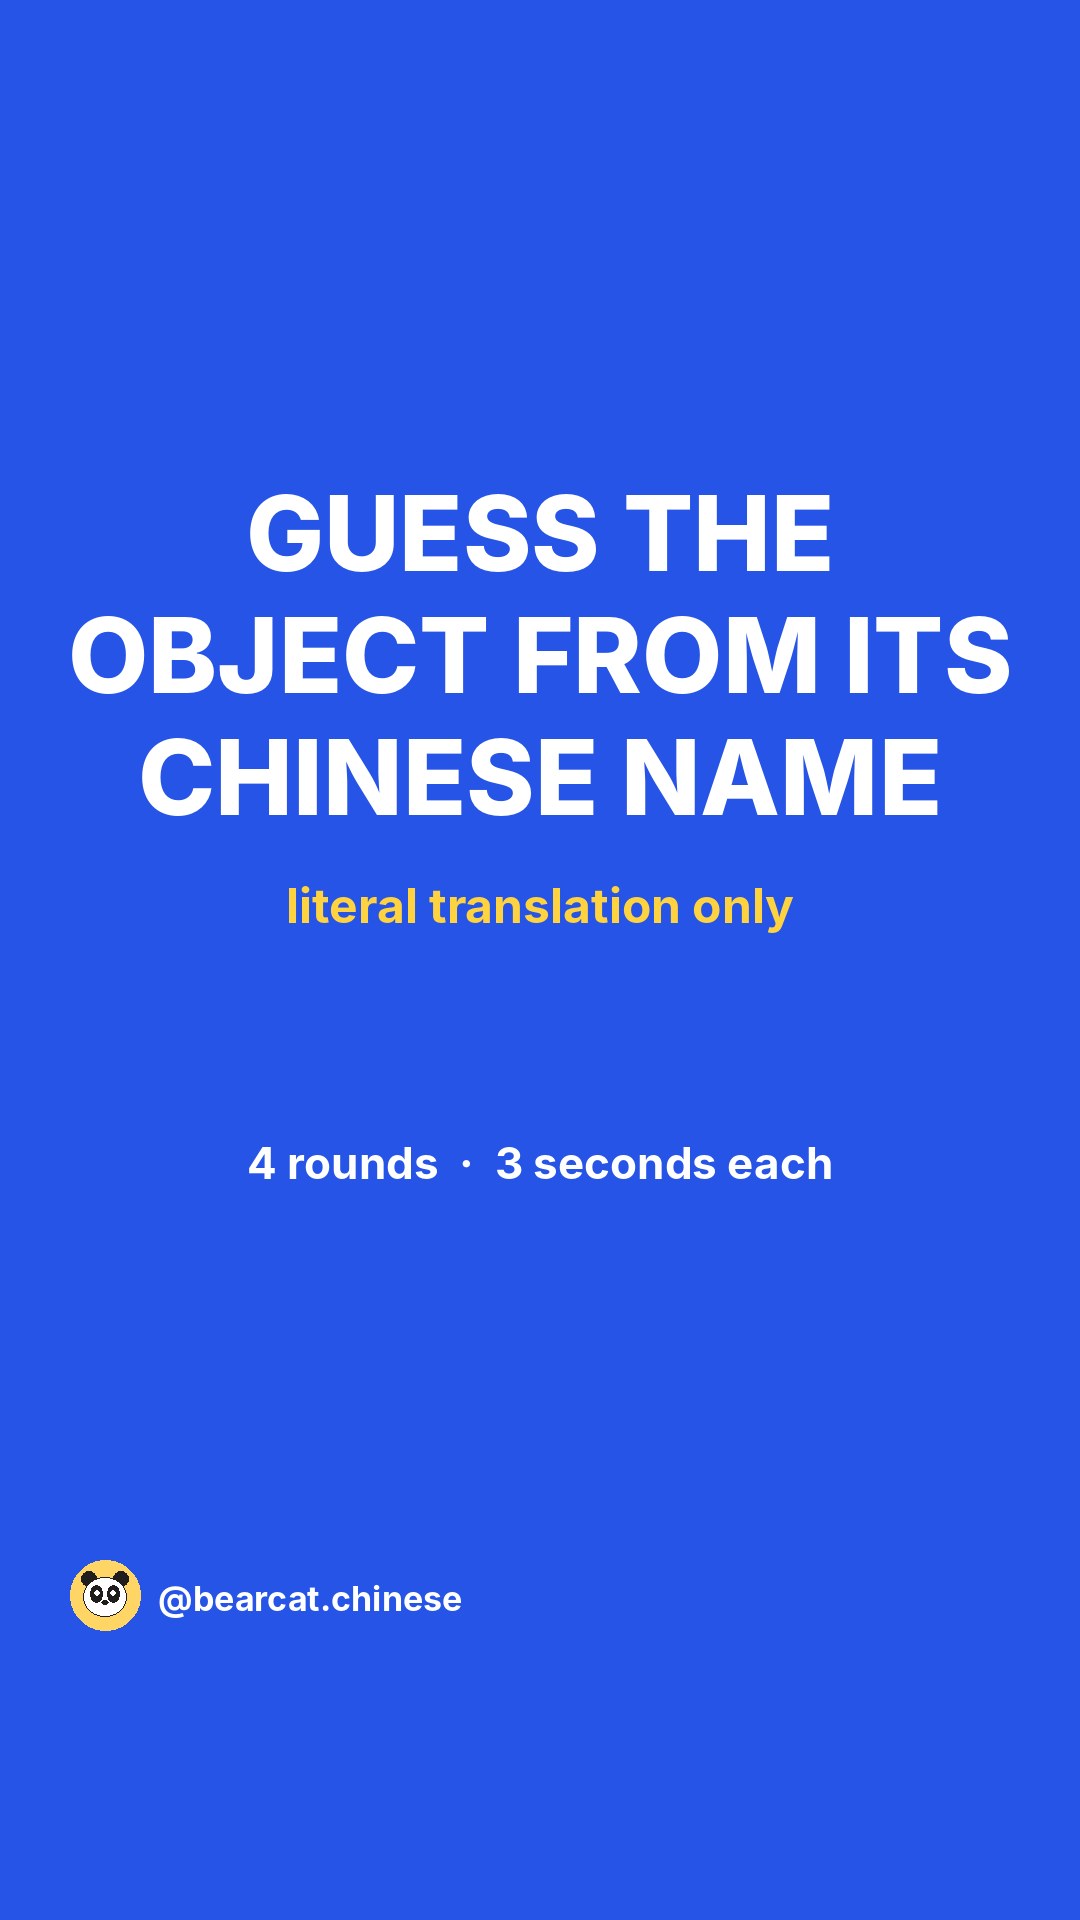 GUESS THE
OBJECT FROM ITS
CHINESE NAME
literal translation only
4 rounds · 3 seconds each
@bearcat.chinese